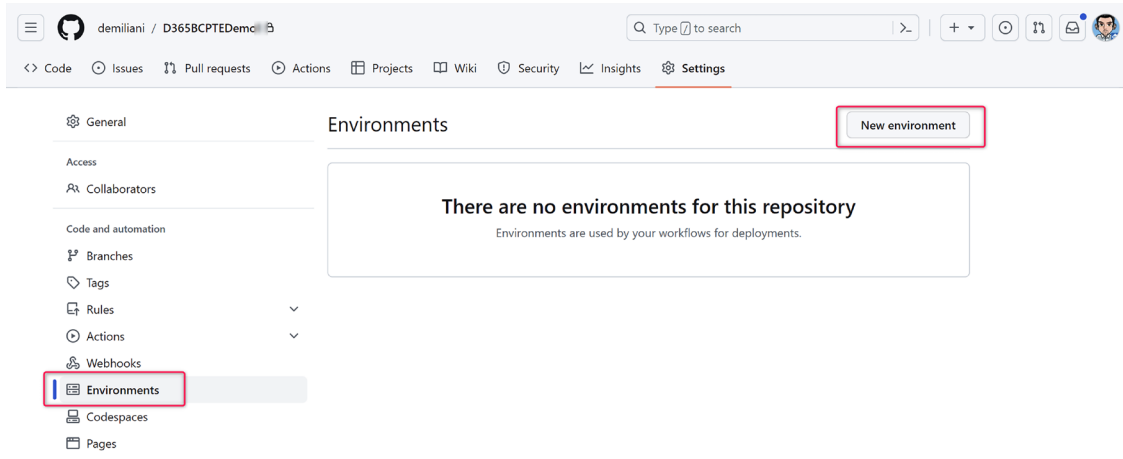 demiliani / D365BCPTEDemo
Type / to search
Code Issues Pull requests Actions Projects Wiki Security Insights Settings
General
Access
Collaborators
Code and automation
Branches
Tags
Rules
Actions
Webhooks
Environments
Codespaces
Pages
Environments
New environment
There are no environments for this repository
Environments are used by your workflows for deployments.